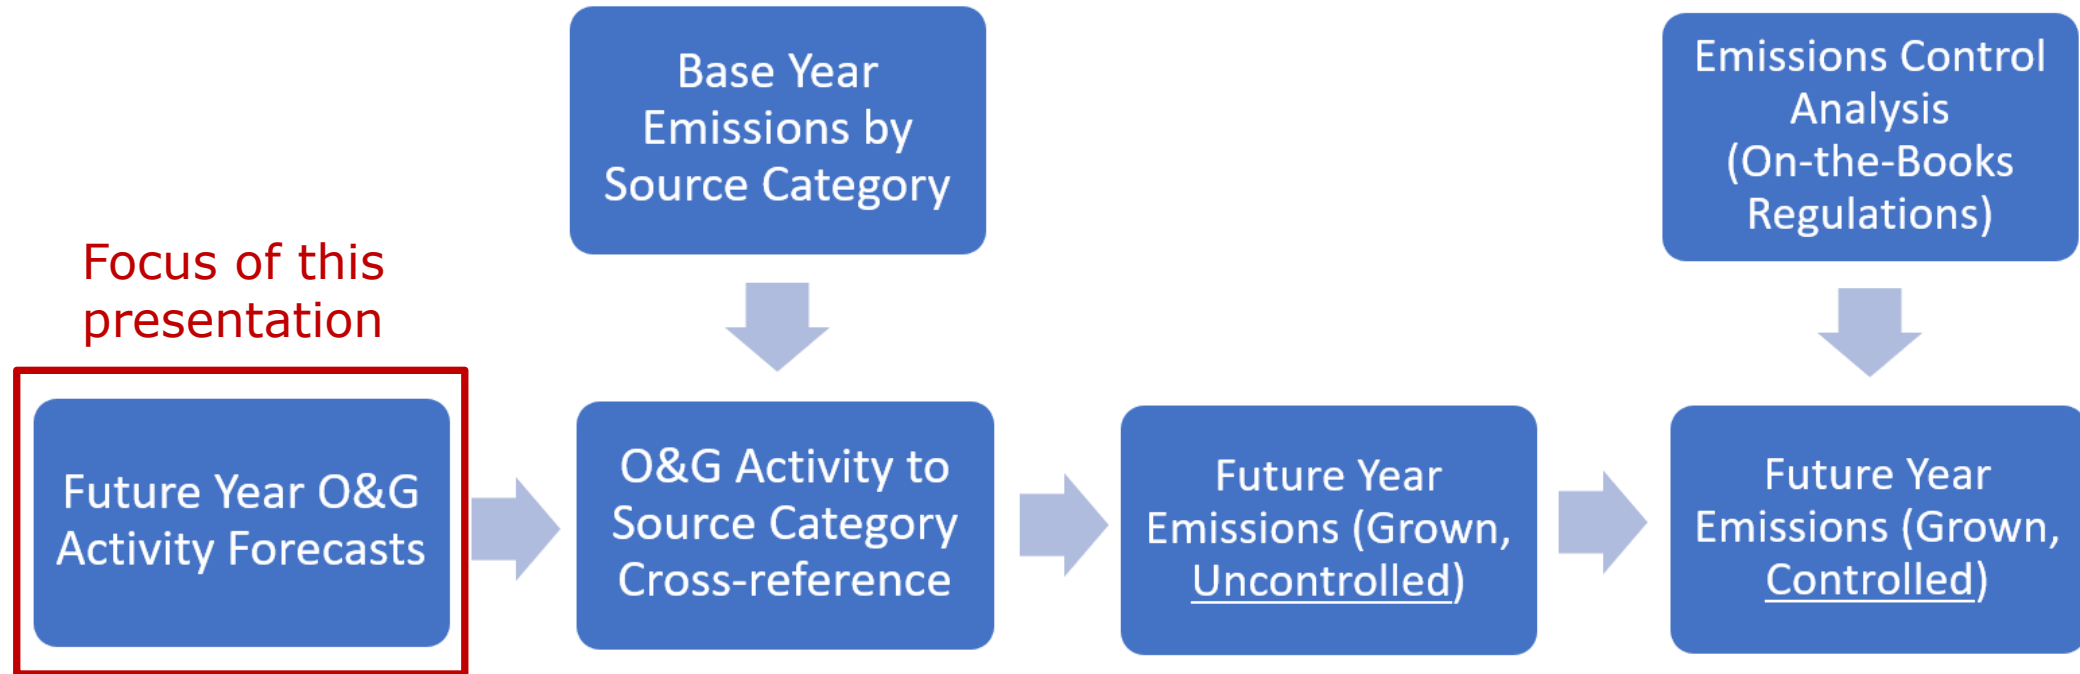 Base Year
Emissions by
Source Category
Emissions Control
Analysis
(On-the-Books
Regulations)
Focus of this
presentation
Future Year O&G
Activity Forecasts
O&G Activity to
Source Category
Cross-reference
Future Year
Emissions (Grown,
Uncontrolled)
Future Year
Emissions (Grown,
Controlled)